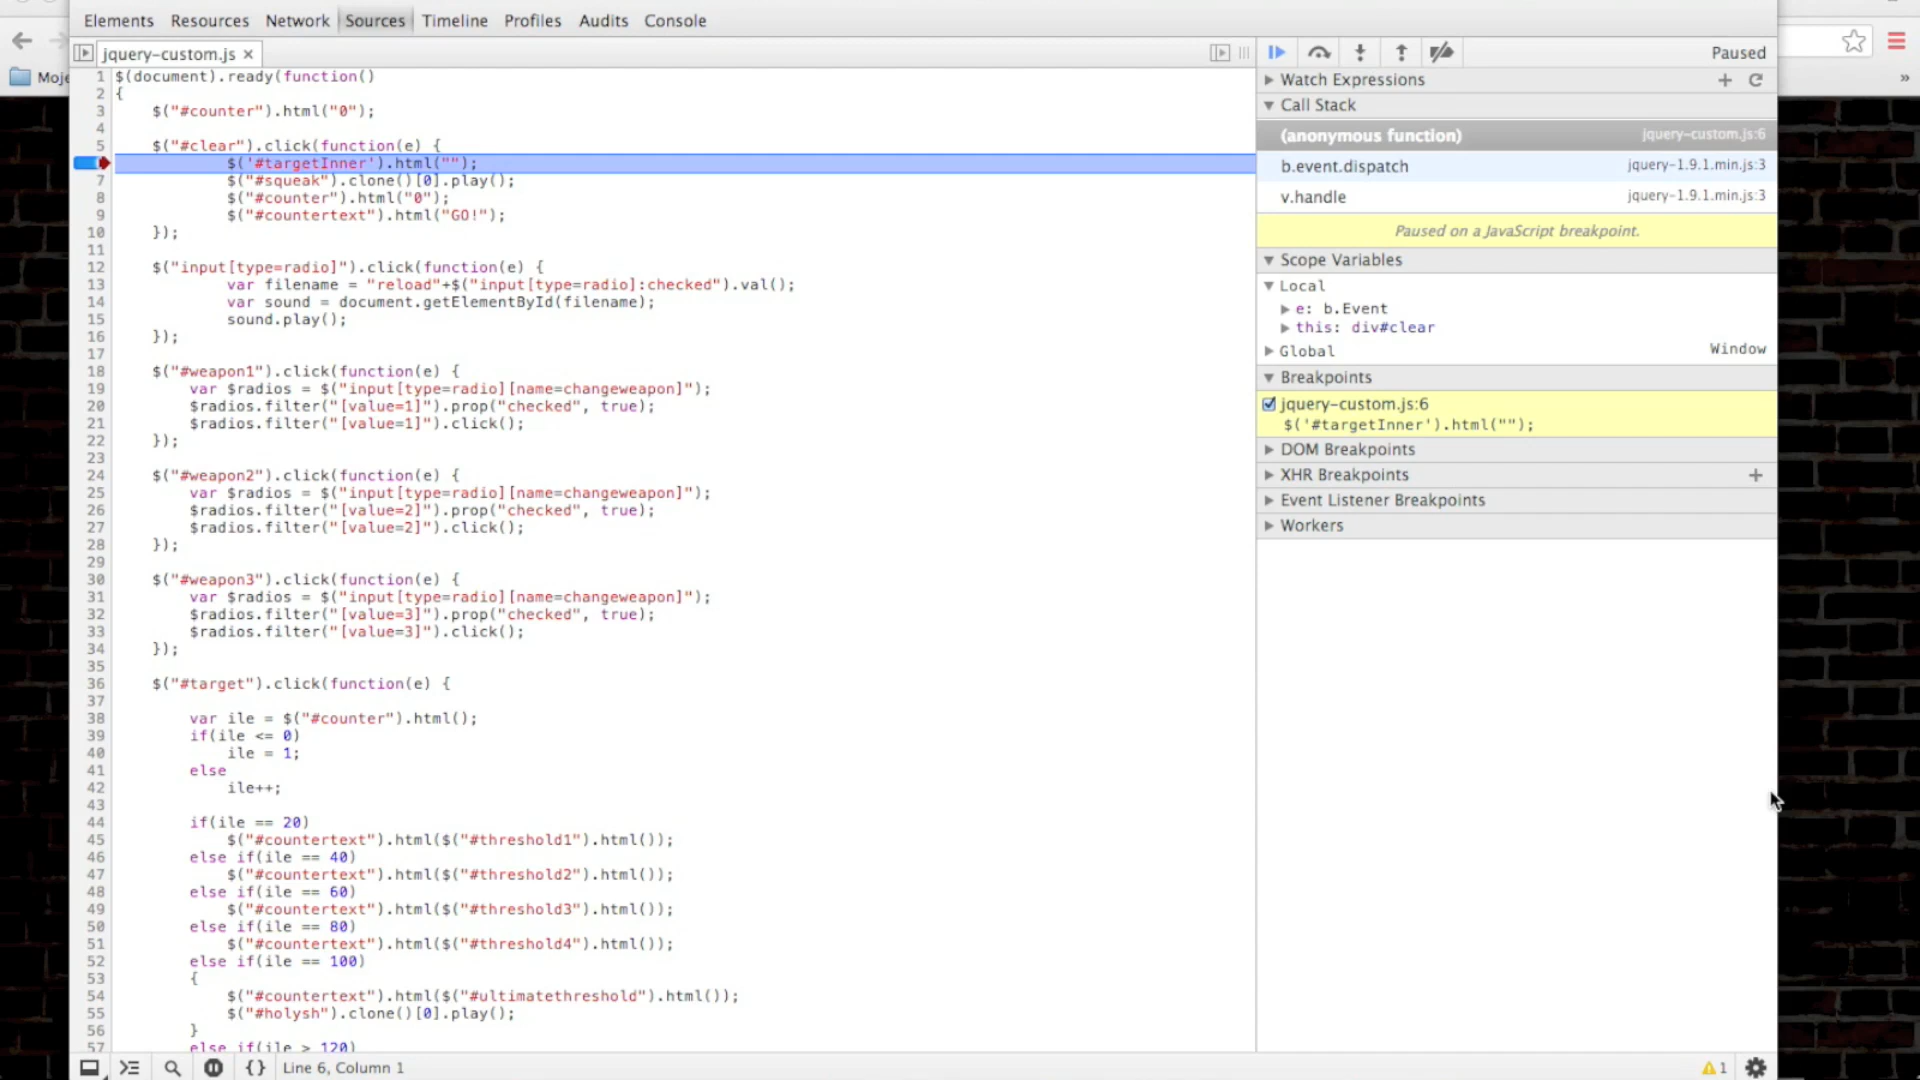 Elements Resources Network Sources Timeline Profiles Audits Console
jquery-custom.js ×
Paused
Moje
»
1 $(document).ready(function()
2 {
3 $("#counter").html("0");
4
5 $("#clear").click(function(e) {
$('#targetInner').html("");
7 $("#squeak").clone()[0].play();
8 $("#counter").html("0");
9 $("#countertext").html("GO!");
10 });
11
12 $("input[type=radio]").click(function(e) {
13 var filename = "reload"+$("input[type=radio]:checked").val();
14 var sound = document.getElementById(filename);
15 sound.play();
16 });
17
18 $("#weapon1").click(function(e) {
19 var $radios = $("input[type=radio][name=changeweapon]");
20 $radios.filter("[value=1]").prop("checked", true);
21 $radios.filter("[value=1]").click();
22 });
23
24 $("#weapon2").click(function(e) {
25 var $radios = $("input[type=radio][name=changeweapon]");
26 $radios.filter("[value=2]").prop("checked", true);
27 $radios.filter("[value=2]").click();
28 });
29
30 $("#weapon3").click(function(e) {
31 var $radios = $("input[type=radio][name=changeweapon]");
32 $radios.filter("[value=3]").prop("checked", true);
33 $radios.filter("[value=3]").click();
34 });
35
36 $("#target").click(function(e) {
37
38 var ile = $("#counter").html();
39 if(ile <= 0)
40 ile = 1;
41 else
42 ile++;
43
44 if(ile == 20)
45 $("#countertext").html($("#threshold1").html());
46 else if(ile == 40)
47 $("#countertext").html($("#threshold2").html());
48 else if(ile == 60)
49 $("#countertext").html($("#threshold3").html());
50 else if(ile == 80)
51 $("#countertext").html($("#threshold4").html());
52 else if(ile == 100)
53 {
54 $("#countertext").html($("#ultimatethreshold").html());
55 $("#holysh").clone()[0].play();
56 }
57 else if(ile > 120)
Watch Expressions
Call Stack
(anonymous function) jquery-custom.js:6
b.event.dispatch jquery-1.9.1.min.js:3
v.handle jquery-1.9.1.min.js:3
Paused on a JavaScript breakpoint.
Scope Variables
Local
e: b.Event
this: div#clear
Global Window
Breakpoints
jquery-custom.js:6
$('#targetInner').html("");
DOM Breakpoints
XHR Breakpoints
Event Listener Breakpoints
Workers
{} Line 6, Column 1
1